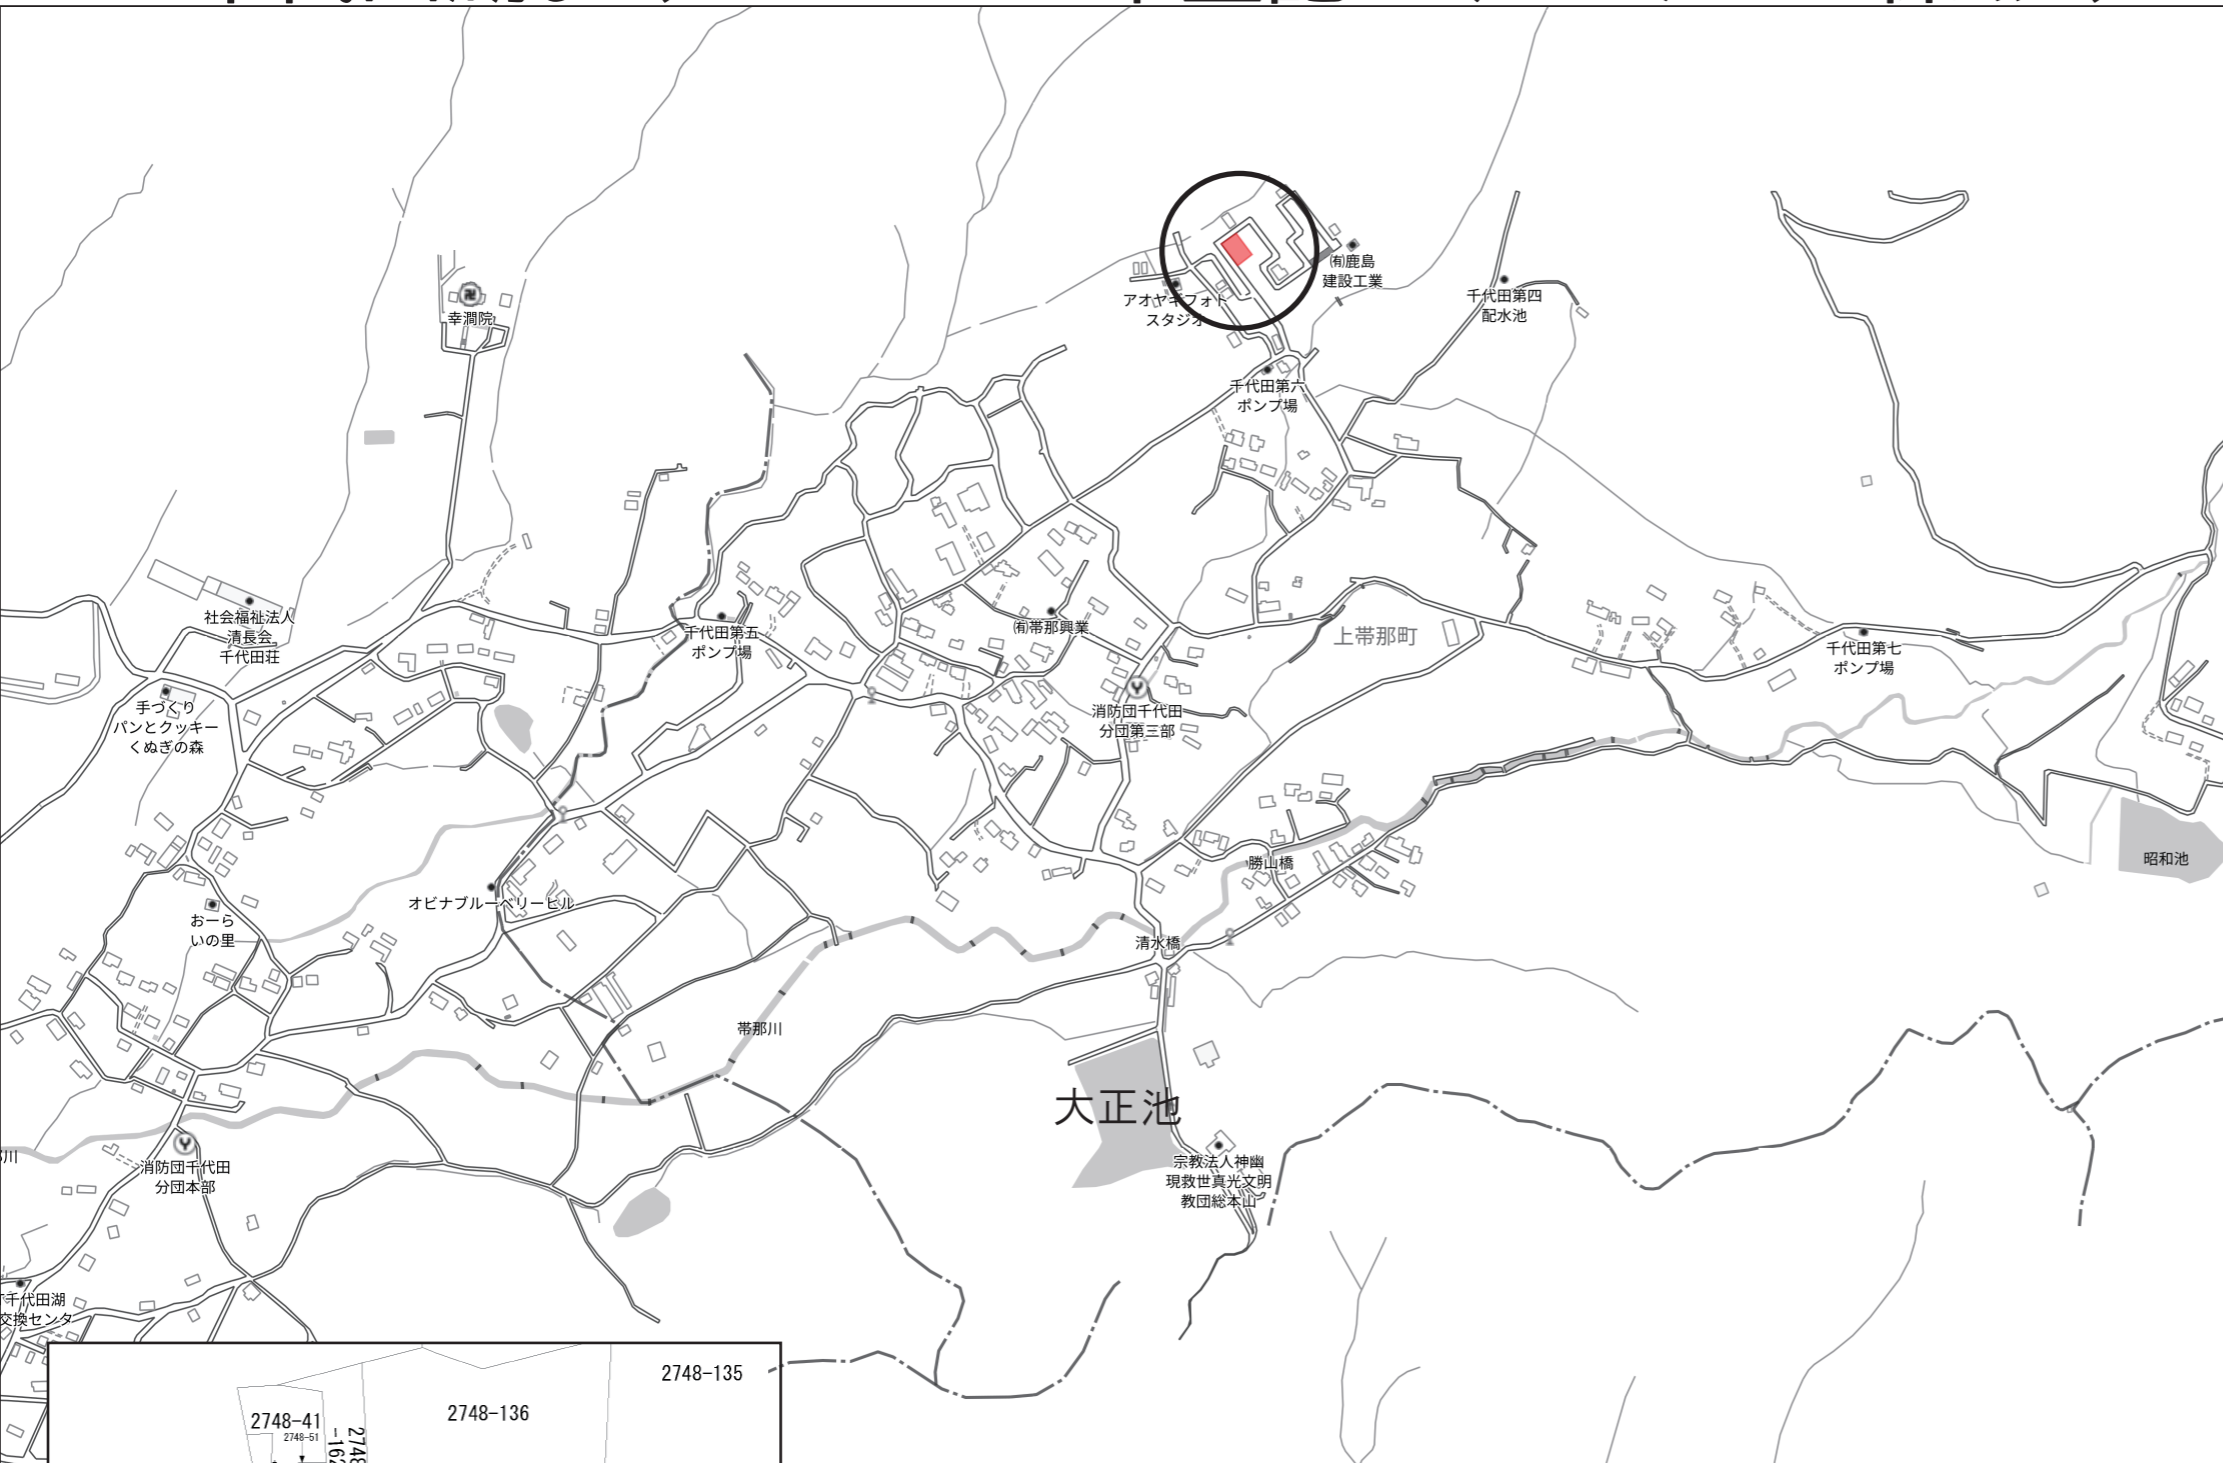 ㈲鹿島
建設工業
アオヤギフォト
スタジオ
千代田第四
配水池
幸澗院
千代田第六
ポンプ場
社会福祉法人
清長会
千代田荘
千代田第五
ポンプ場
㈲帯那興業
上帯那町
千代田第七
ポンプ場
手づくり
パンとクッキー
くぬぎの森
消防団千代田
分団第三部
昭和池
勝山橋
オビナブルーベリーヒル
おーら
いの里
清水橋
帯那川
大正池
川
消防団千代田
分団本部
宗教法人神幽
現救世真光文明
教団総本山
千代田湖
交換センタ
2748-135
2748-136
2748-41
2748-51
2748
-162